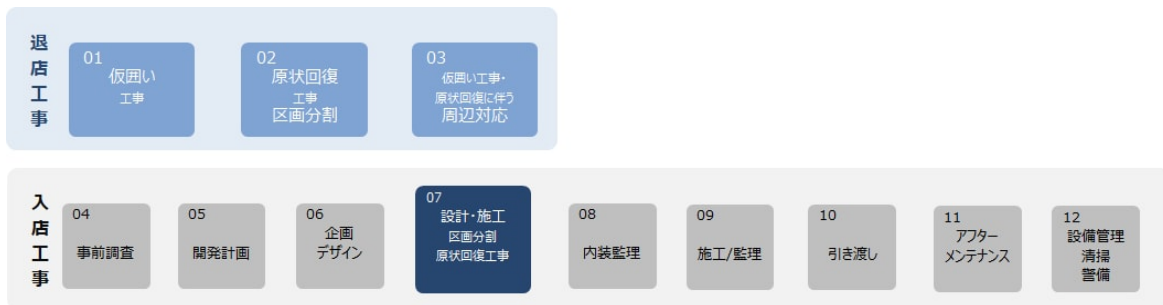 退店工事
01
仮囲い
工事
02
原状回復
工事
区画分割
03
仮囲い工事・
原状回復に伴う
周辺対応
入店工事
04
事前調査
05
開発計画
06
企画
デザイン
07
設計・施工
区画分割
原状回復工事
08
内装監理
09
施工/監理
10
引き渡し
11
アフター
メンテナンス
12
設備管理
清掃
警備